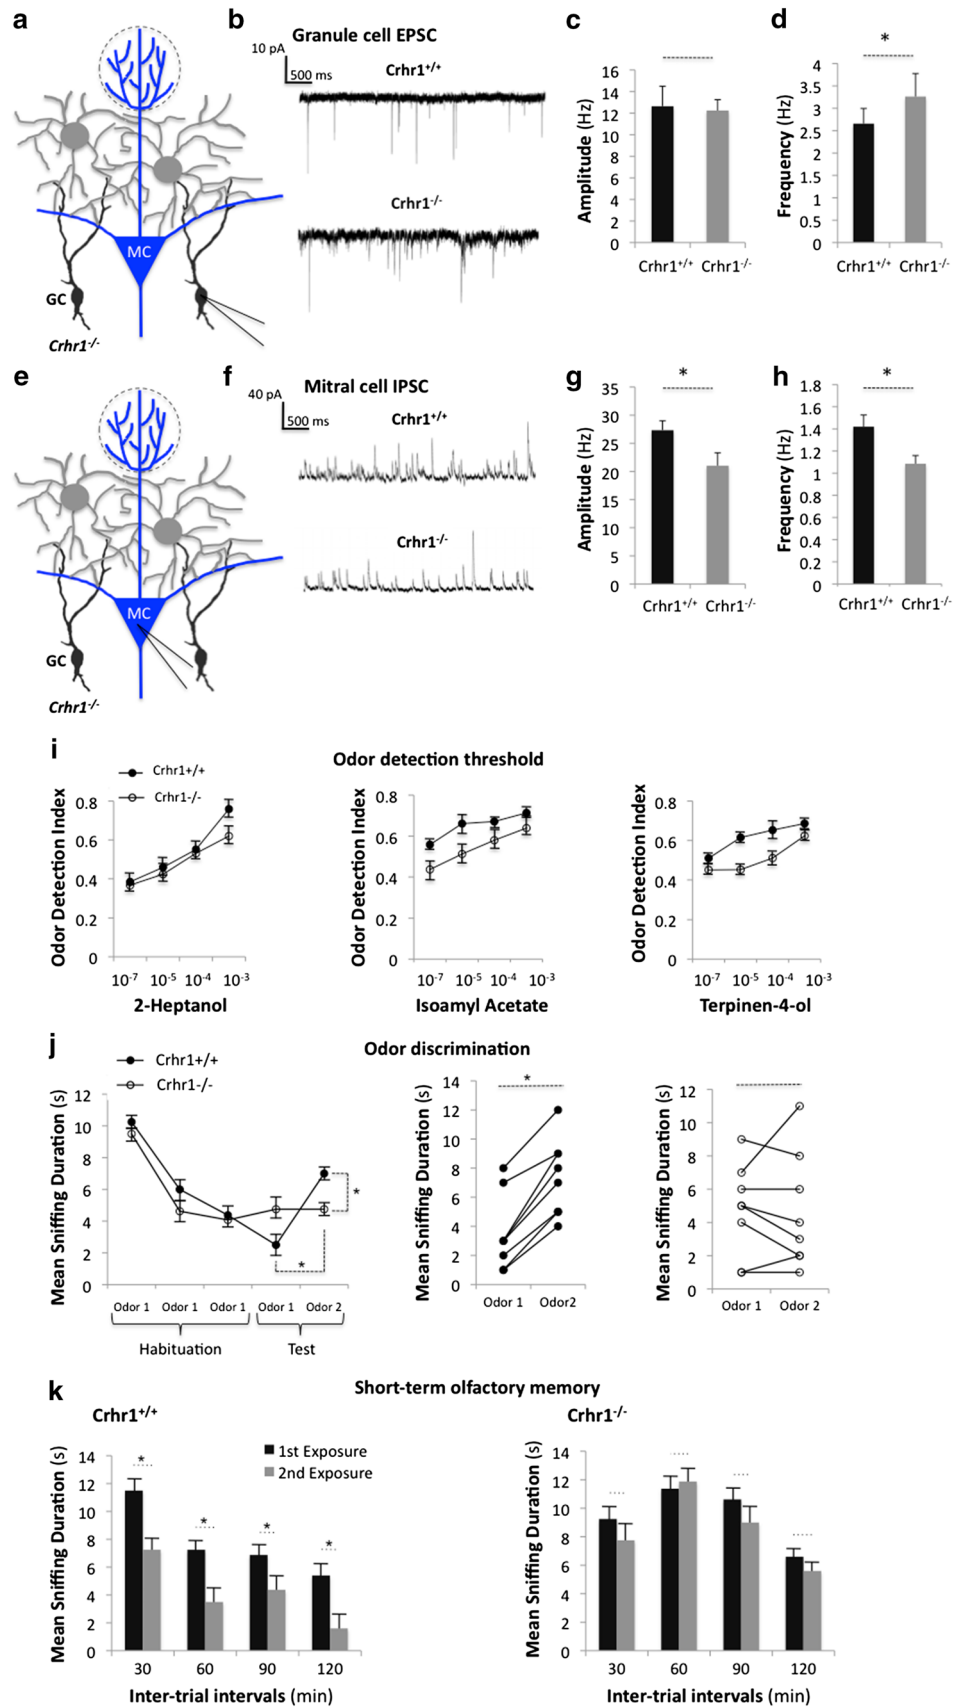 a
MC
GC
Crhr1-/-
b
Granule cell EPSC
10 pA
500 ms
Crhr1+/+
Crhr1-/-
c
Amplitude (Hz)
16
14
12
10
8
6
4
2
0
Crhr1+/+ Crhr1-/-
d
*
Frequency (Hz)
4
3.5
3
2.5
2
1.5
1
0.5
0
Crhr1+/+ Crhr1-/-
e
MC
GC
Crhr1-/-
f
Mitral cell IPSC
40 pA
500 ms
Crhr1+/+
Crhr1-/-
g
*
Amplitude (Hz)
35
30
25
20
15
10
5
0
Crhr1+/+ Crhr1-/-
h
*
Frequency (Hz)
1.8
1.6
1.4
1.2
1
0.8
0.6
0.4
0.2
0
Crhr1+/+ Crhr1-/-
i
Odor detection threshold
Crhr1+/+
Crhr1-/-
Odor Detection Index
0.8
0.6
0.4
0.2
0
10-7 10-5 10-4 10-3
2-Heptanol
Odor Detection Index
0.8
0.6
0.4
0.2
0
10-7 10-5 10-4 10-3
Isoamyl Acetate
Odor Detection Index
0.8
0.6
0.4
0.2
0
10-7 10-5 10-4 10-3
Terpinen-4-ol
j
Odor discrimination
Crhr1+/+
Crhr1-/-
Mean Sniffing Duration (s)
12
10
8
6
4
2
0
*
*
Odor 1 Odor 1 Odor 1 Odor 1 Odor 2
Habituation Test
Mean Sniffing Duration (s)
14
12
10
8
6
4
2
0
*
Odor 1 Odor2
Mean Sniffing Duration (s)
12
10
8
6
4
2
0
Odor 1 Odor 2
k
Short-term olfactory memory
Crhr1+/+
1st Exposure
2nd Exposure
Mean Sniffing Duration (s)
14
12
10
8
6
4
2
0
* * * *
30 60 90 120
Inter-trial intervals (min)
Crhr1-/-
Mean Sniffing Duration (s)
14
12
10
8
6
4
2
0
30 60 90 120
Inter-trial intervals (min)